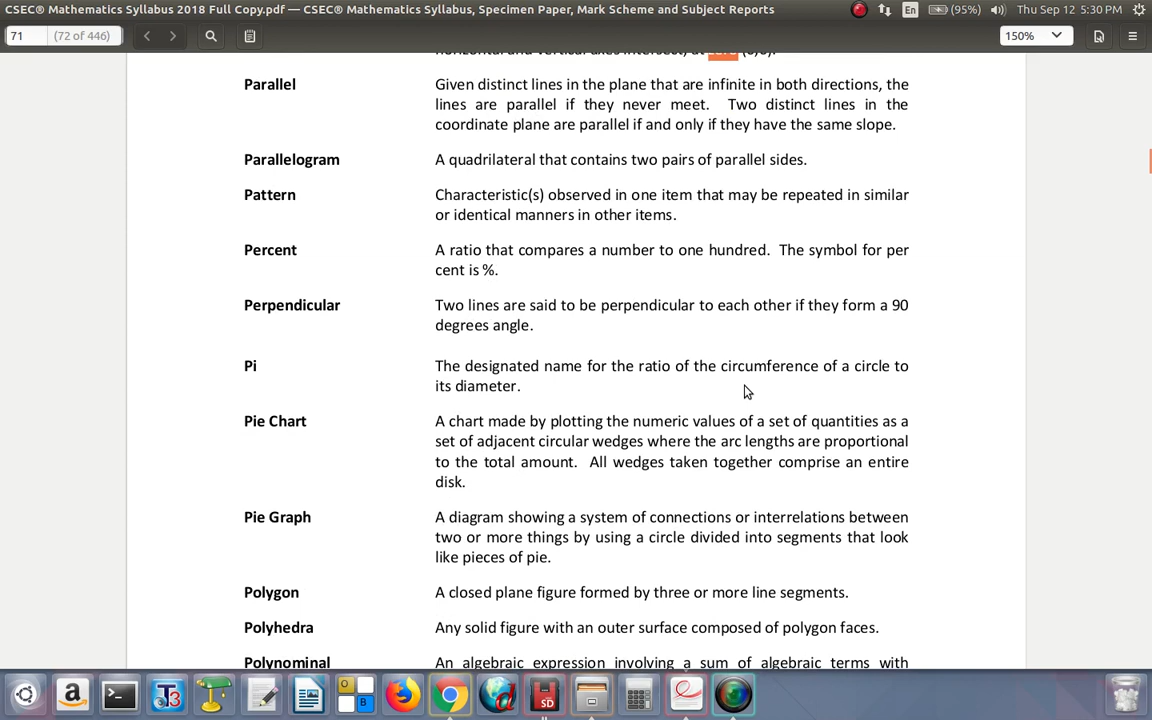 CSEC® Mathematics Syllabus 2018 Full Copy.pdf — CSEC® Mathematics Syllabus, Specimen Paper, Mark Scheme and Subject Reports
En
(95%)
Thu Sep 12 5:30 PM
71
(72 of 446)
150%
horizontal and vertical axes intersect, at (0,0).
Parallel
Given distinct lines in the plane that are infinite in both directions, the
lines are parallel if they never meet. Two distinct lines in the
coordinate plane are parallel if and only if they have the same slope.
Parallelogram
A quadrilateral that contains two pairs of parallel sides.
Pattern
Characteristic(s) observed in one item that may be repeated in similar
or identical manners in other items.
Percent
A ratio that compares a number to one hundred. The symbol for per
cent is %.
Perpendicular
Two lines are said to be perpendicular to each other if they form a 90
degrees angle.
Pi
The designated name for the ratio of the circumference of a circle to
its diameter.
Pie Chart
A chart made by plotting the numeric values of a set of quantities as a
set of adjacent circular wedges where the arc lengths are proportional
to the total amount. All wedges taken together comprise an entire
disk.
Pie Graph
A diagram showing a system of connections or interrelations between
two or more things by using a circle divided into segments that look
like pieces of pie.
Polygon
A closed plane figure formed by three or more line segments.
Polyhedra
Any solid figure with an outer surface composed of polygon faces.
Polynominal
An algebraic expression involving a sum of algebraic terms with